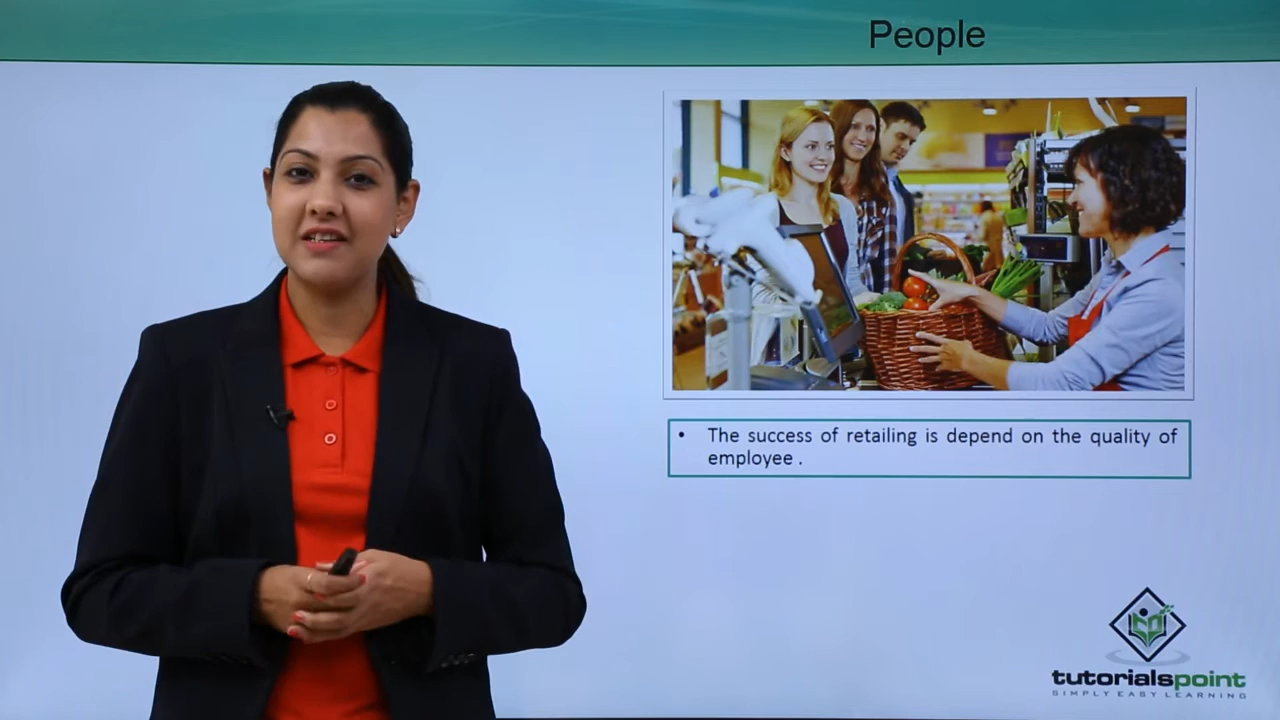 People
• The success of retailing is depend on the quality of
employee .
tutorialspoint
SIMPLY EASY LEARNING